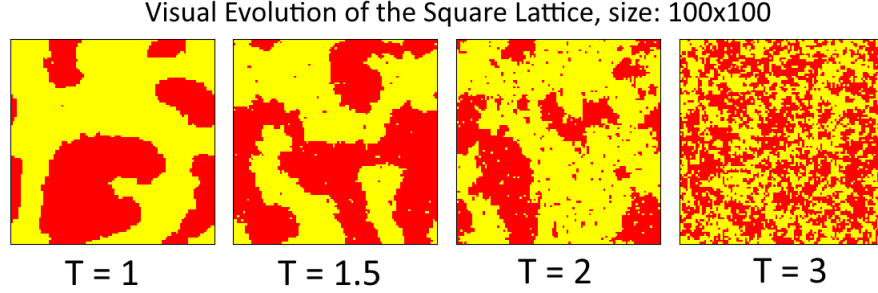 Visual Evolution of the Square Lattice, size: 100x100
T = 1
T = 1.5
T = 2
T = 3